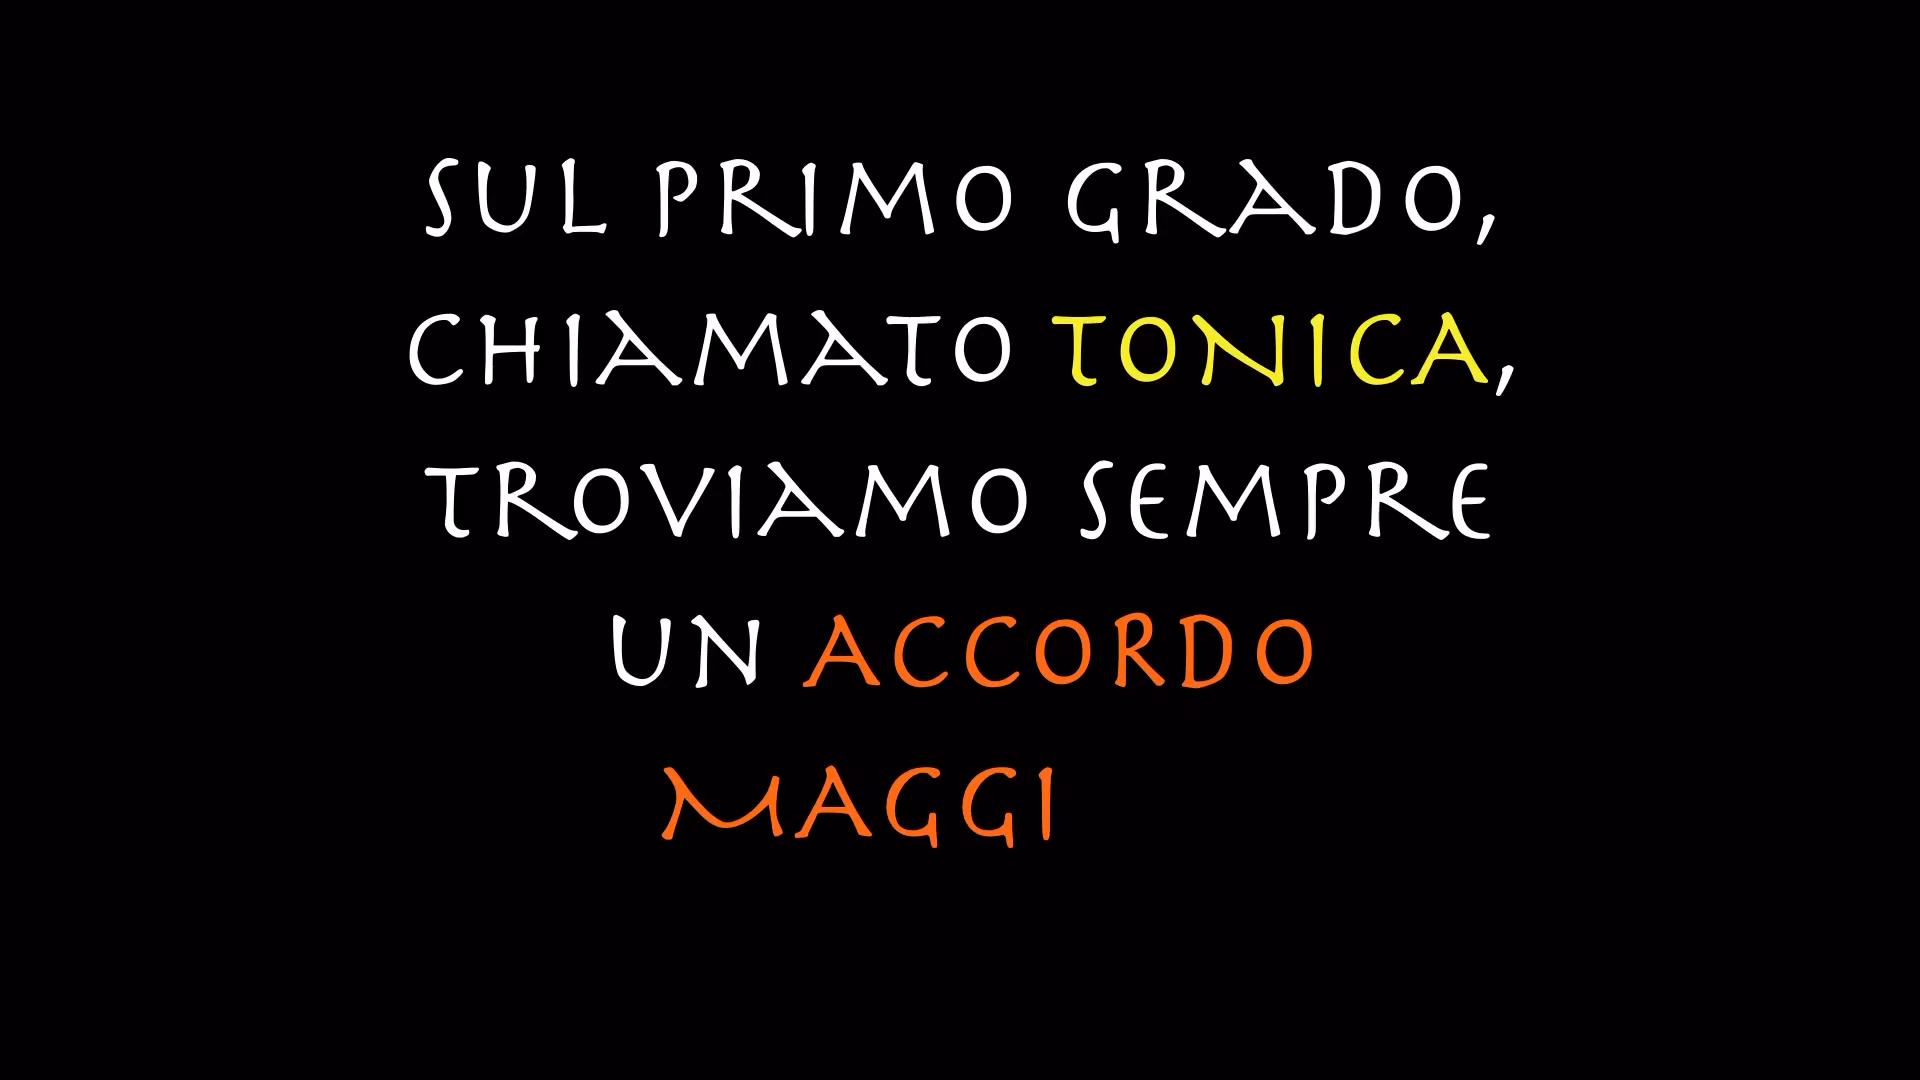 SUL PRIMO GRADO,
CHIAMATO TONICA,
TROVIAMO SEMPRE
UN ACCORDO
MAGGI